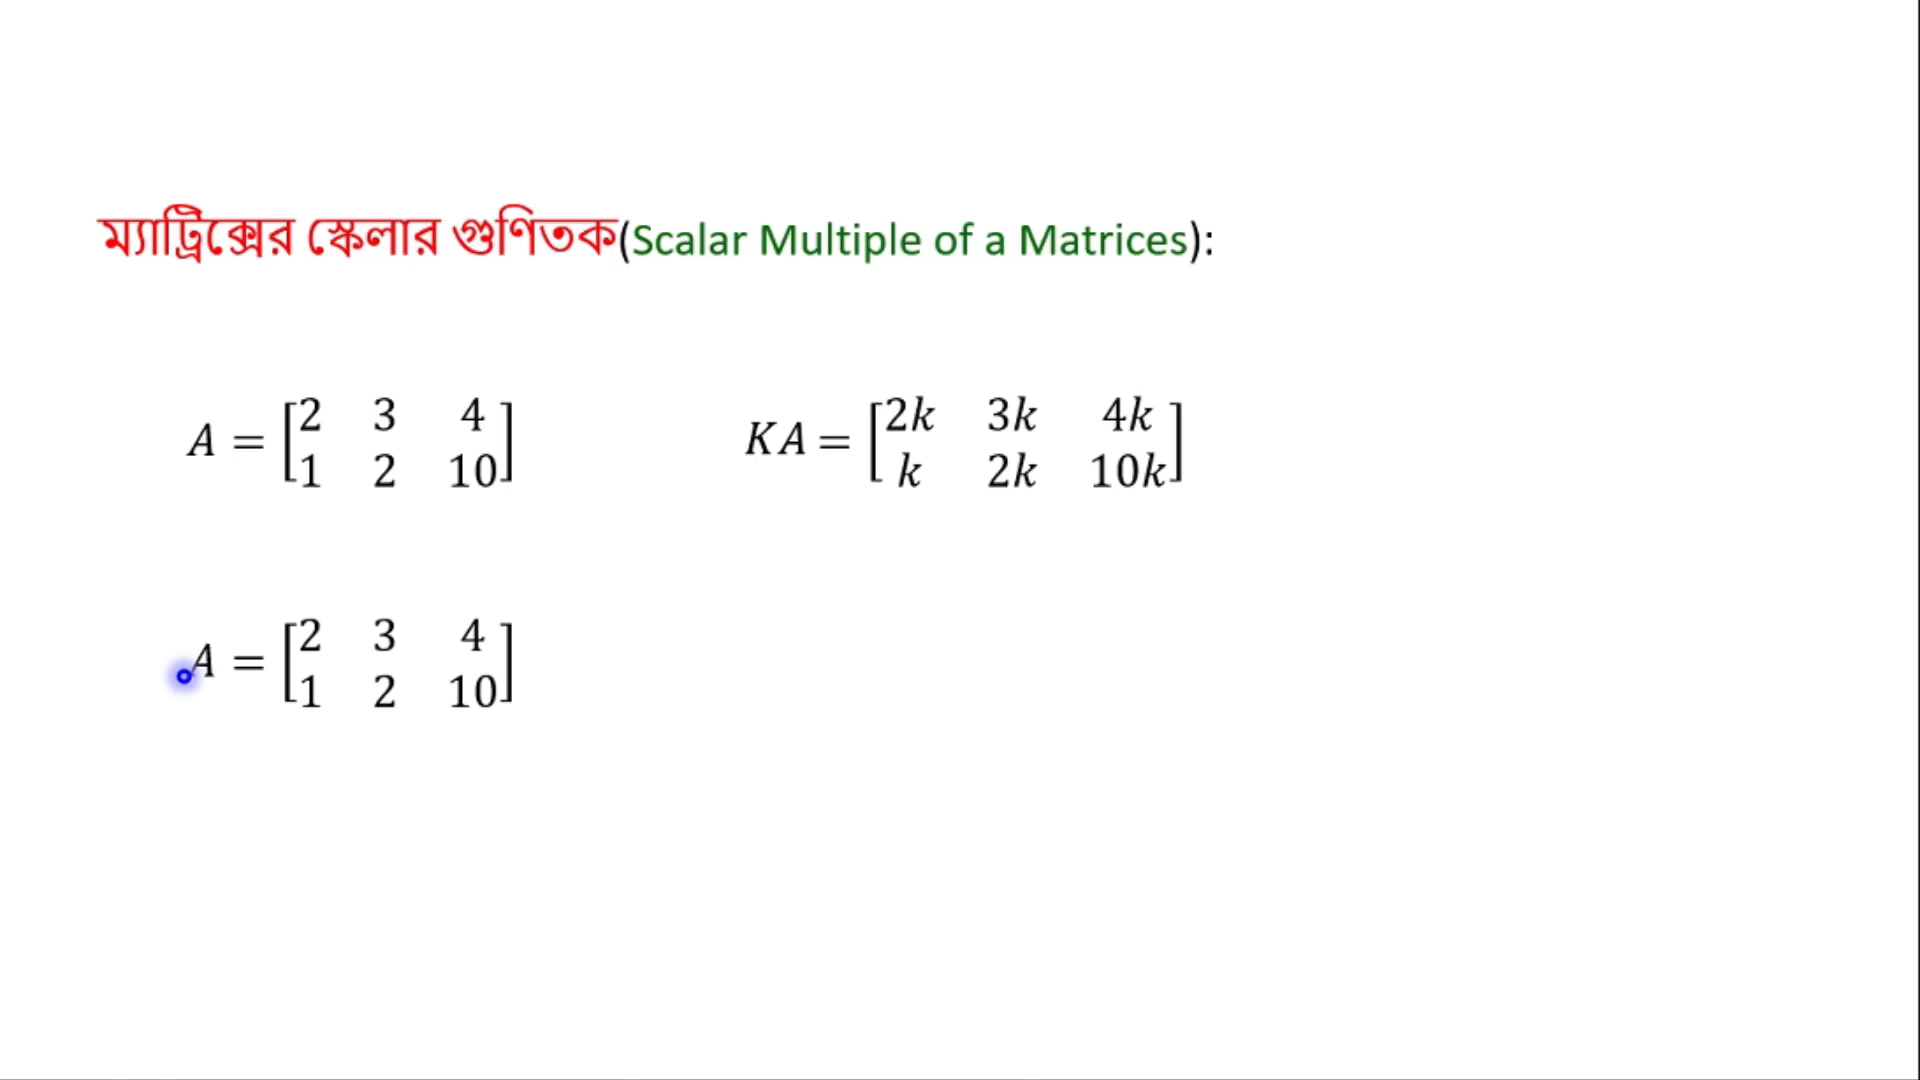 ম্যাট্রিক্সের স্কেলার গুণিতক(Scalar Multiple of a Matrices):
A = [2 3 4
1 2 10] KA = [2k 3k 4k
k 2k 10k]
A = [2 3 4
1 2 10]